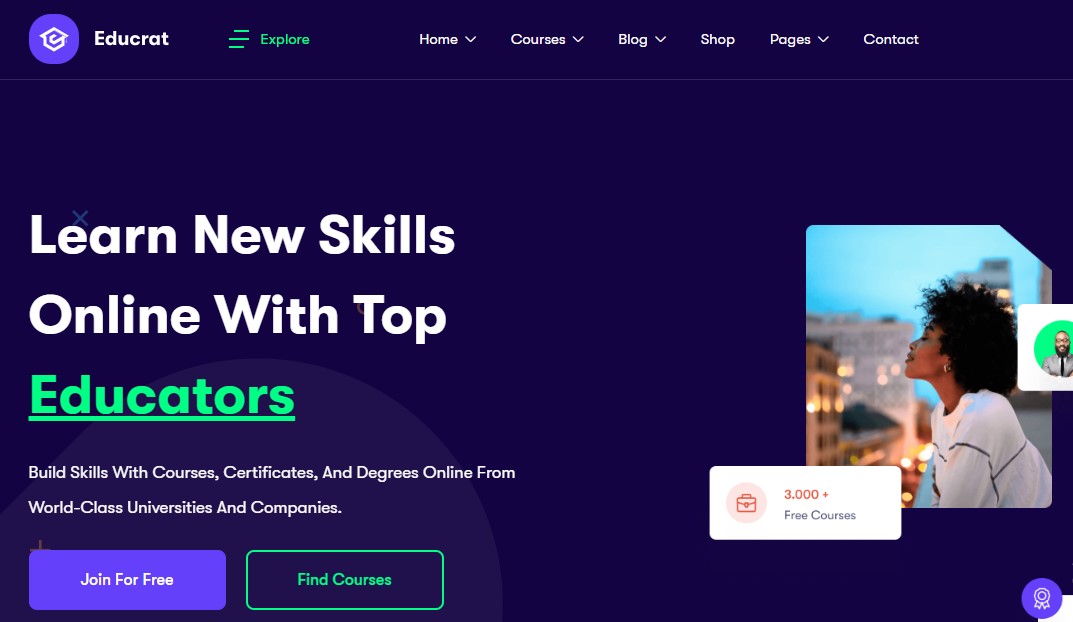 Educrat
Explore
Home
Courses
Blog
Shop
Pages
Contact
Learn New Skills
Online With Top
Educators
Build Skills With Courses, Certificates, And Degrees Online From
World-Class Universities And Companies.
Join For Free
Find Courses
3.000 +
Free Courses